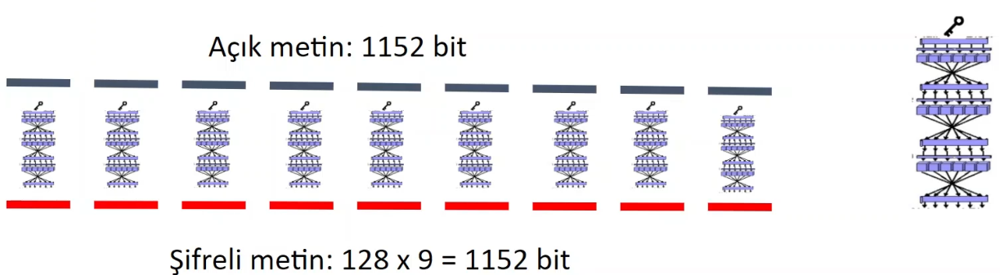 Açık metin: 1152 bit
Şifreli metin: 128 x 9 = 1152 bit